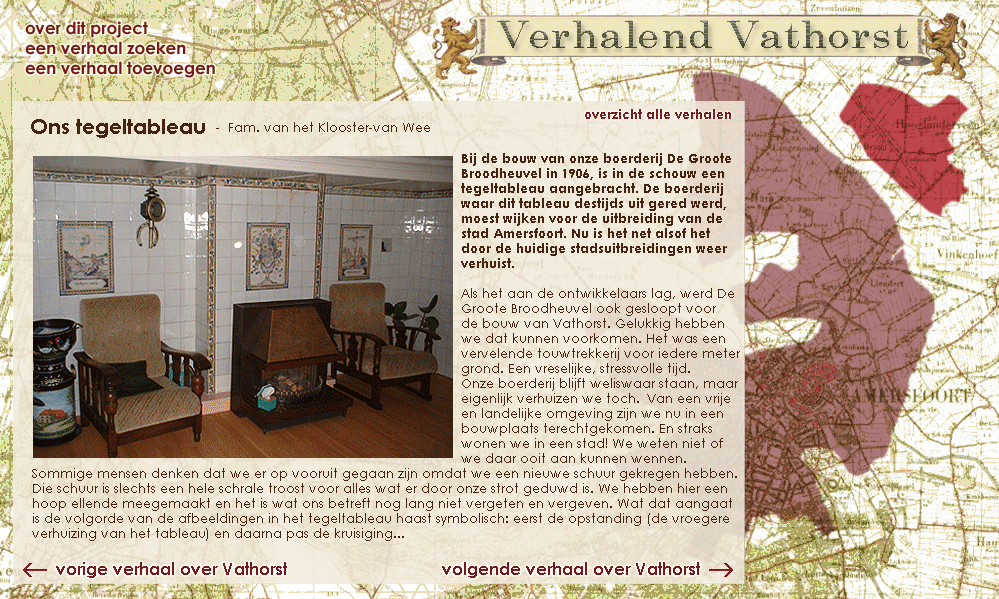 over dit project
een verhaal zoeken
een verhaal toevoegen
Verhalend Vathorst
overzicht alle verhalen
Ons tegeltableau - Fam. van het Klooster-van Wee
Bij de bouw van onze boerderij De Groote
Broodheuvel in 1906, is in de schouw een
tegeltableau aangebracht. De boerderij
waar dit tableau destijds uit gered werd,
moest wijken voor de uitbreiding van de
stad Amersfoort. Nu is het net alsof het
door de huidige stadsuitbreidingen weer
verhuist.
Als het aan de ontwikkelaars lag, werd De
Groote Broodheuvel ook gesloopt voor
de bouw van Vathorst. Gelukkig hebben
we dat kunnen voorkomen. Het was een
vervelende touwtrekkerij voor iedere meter
grond. Een vreselijke, stressvolle tijd.
Onze boerderij blijft weliswaar staan, maar
eigenlijk verhuizen we toch. Van een vrije
en landelijke omgeving zijn we nu in een
bouwplaats terechtgekomen. En straks
wonen we in een stad! We weten niet of
we daar ooit aan kunnen wennen.
Sommige mensen denken dat we er op vooruit gegaan zijn omdat we een nieuwe schuur gekregen hebben.
Die schuur is slechts een hele schrale troost voor alles wat er door onze strot geduwd is. We hebben hier een
hoop ellende meegemaakt en het is wat ons betreft nog lang niet vergeten en vergeven. Wat dat aangaat
is de volgorde van de afbeeldingen in het tegeltableau haast symbolisch: eerst de opstanding (de vroegere
verhuizing van het tableau) en daarna pas de kruisiging...
vorige verhaal over Vathorst
volgende verhaal over Vathorst
AMERSFOORT